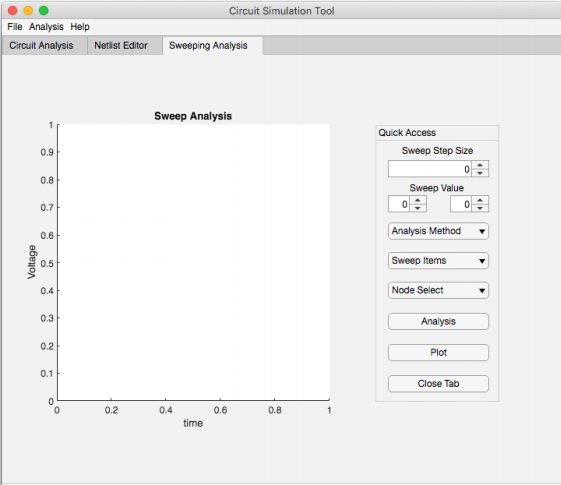 Circuit Simulation Tool
File Analysis Help
Circuit Analysis Netlist Editor Sweeping Analysis
Sweep Analysis
1
0.9
0.8
0.7
0.6
0.5
0.4
0.3
0.2
0.1
0
Voltage
0 0.2 0.4 0.6 0.8 1
time
Quick Access
Sweep Step Size
0
Sweep Value
0 0
Analysis Method
Sweep Items
Node Select
Analysis
Plot
Close Tab